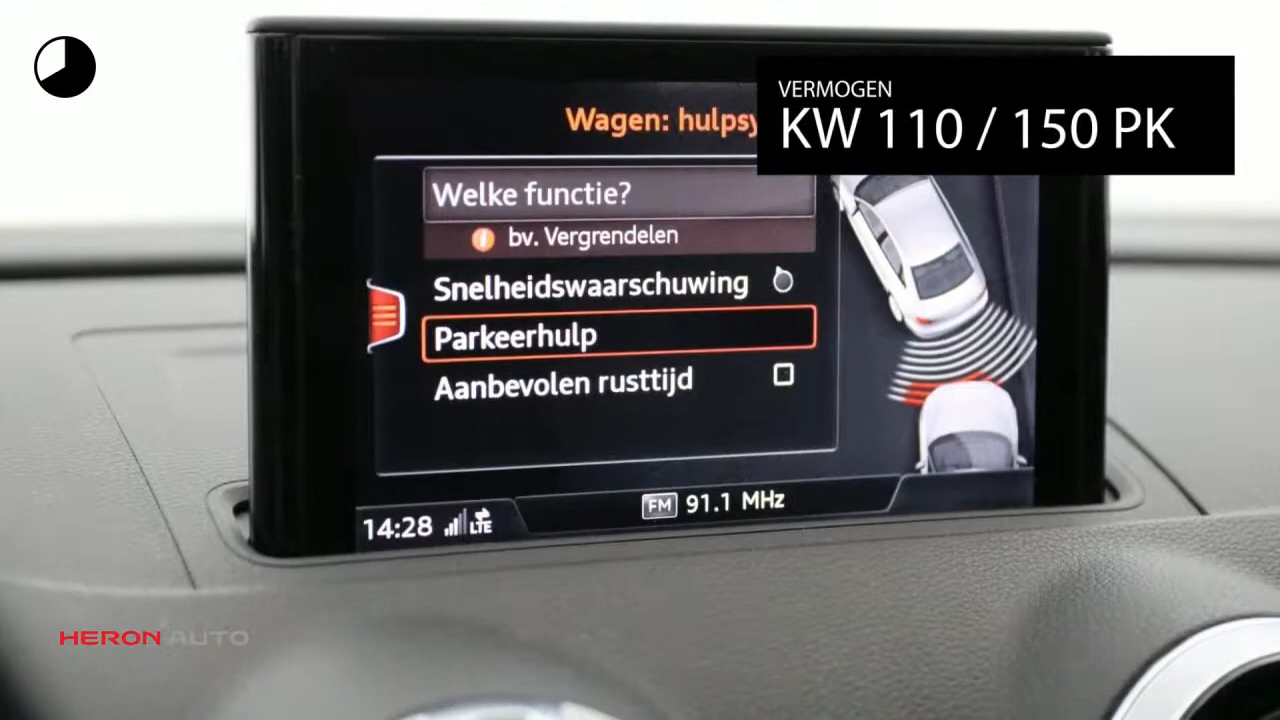 VERMOGEN
KW 110 / 150 PK
Wagen:
Welke functie?
bv. Vergrendelen
Snelheidswaarschuwing
Parkeerhulp
Aanbevolen rusttijd
FM 91.1 MHz
14:28 LTE
HERON AUTO